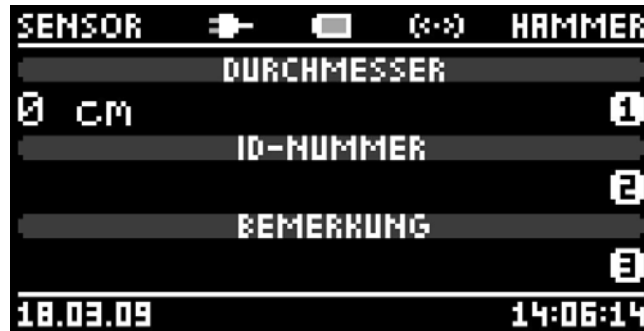 SENSOR HAMMER
DURCHMESSER
0 cm 1
ID-NUMMER
2
BEMERKUNG
3
18.03.09 14:06:14